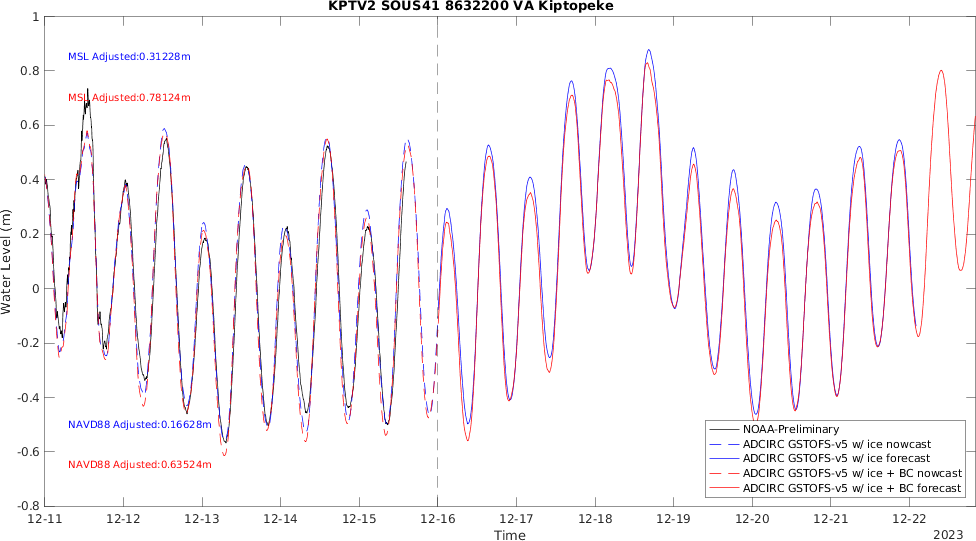 KPTV2 SOUS41 8632200 VA Kiptopeke
Water Level (m)
1
0.8
0.6
0.4
0.2
0
-0.2
-0.4
-0.6
-0.8
MSL Adjusted:0.31228m
MSL Adjusted:0.78124m
NAVD88 Adjusted:0.16628m
NAVD88 Adjusted:0.63524m
NOAA-Preliminary
ADCIRC GSTOFS-v5 w/ ice nowcast
ADCIRC GSTOFS-v5 w/ ice forecast
ADCIRC GSTOFS-v5 w/ ice + BC nowcast
ADCIRC GSTOFS-v5 w/ ice + BC forecast
12-11 12-12 12-13 12-14 12-15 12-16 12-17 12-18 12-19 12-20 12-21 12-22
Time
2023